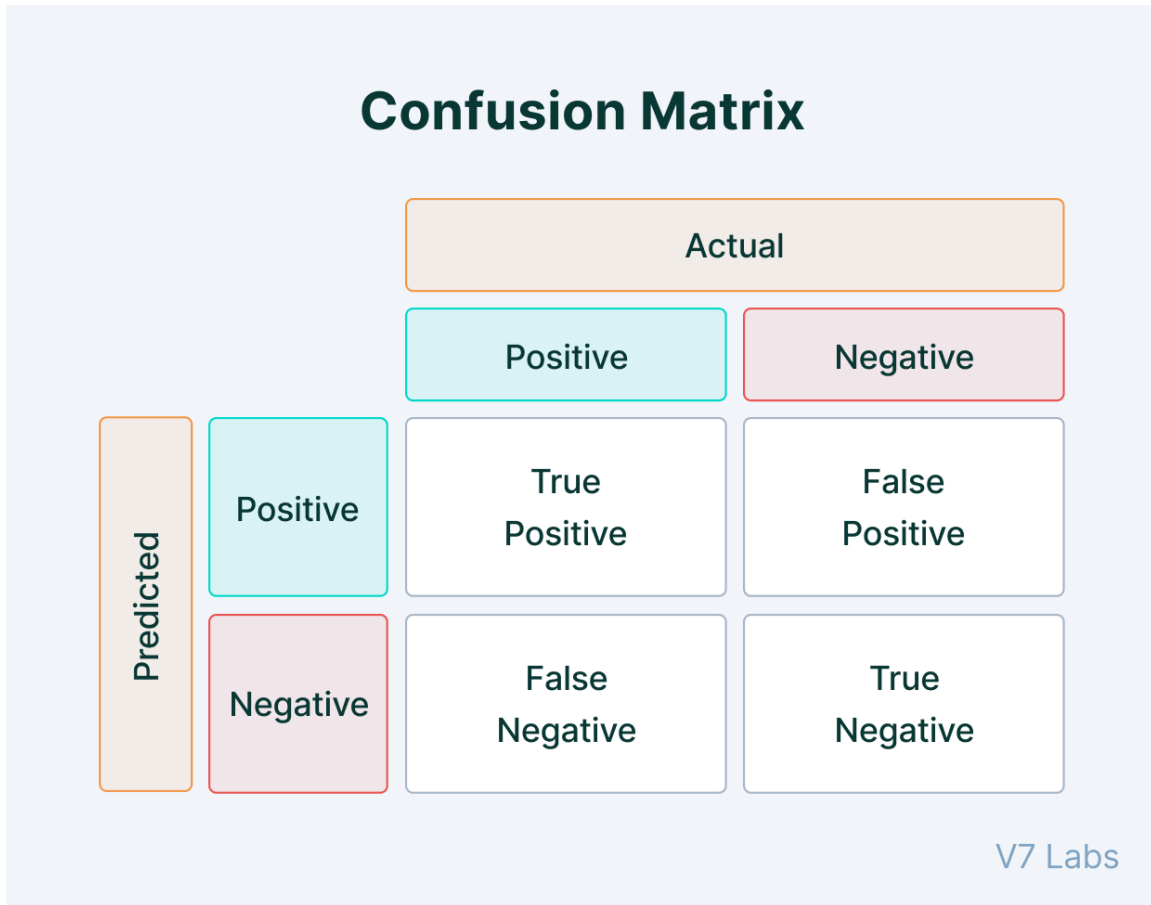 Confusion Matrix
Actual
Positive
Negative
Predicted
Positive
True
Positive
False
Positive
Negative
False
Negative
True
Negative
V7 Labs